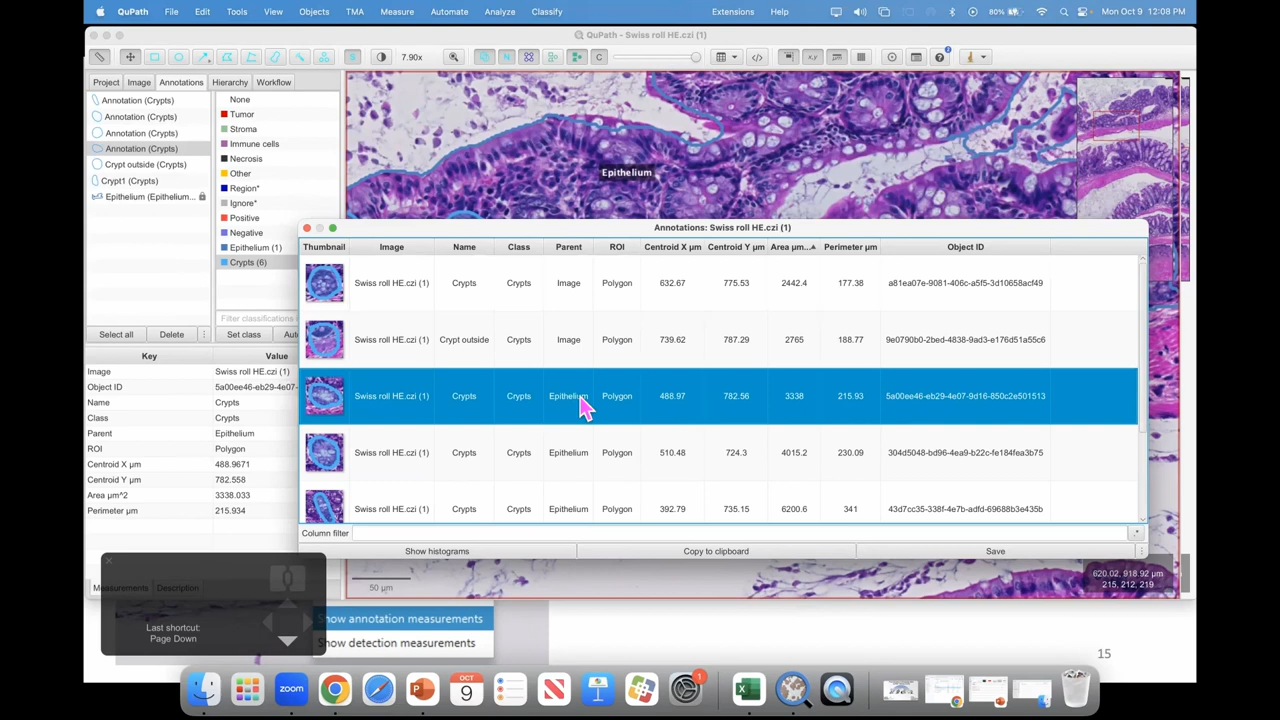 QuPath File Edit Tools View Objects TMA Measure Automate Analyze Classify Extensions Help 80% Mon Oct 9 12:08 PM
QuPath - Swiss roll HE.czi (1)
7.90x S C x,y µm 2
Project Image Annotations Hierarchy Workflow
Annotation (Crypts)
Annotation (Crypts)
Annotation (Crypts)
Annotation (Crypts)
Crypt outside (Crypts)
Crypt1 (Crypts)
Epithelium (Epithelium...
None
Tumor
Stroma
Immune cells
Necrosis
Other
Region*
Ignore*
Positive
Negative
Epithelium (1)
Crypts (6)
Filter classifications i
Select all Delete Set class Aut
Key Value
Image Swiss roll HE.czi (1)
Object ID 5a00ee46-eb29-4e07-
Name Crypts
Class Crypts
Parent Epithelium
ROI Polygon
Centroid X µm 488.9671
Centroid Y µm 782.558
Area µm^2 3338.033
Perimeter µm 215.934
Measurements Description
Epithelium
Annotations: Swiss roll HE.czi (1)
Thumbnail Image Name Class Parent ROI Centroid X µm Centroid Y µm Area µm... Perimeter µm Object ID
Swiss roll HE.czi (1) Crypts Crypts Image Polygon 632.67 775.53 2442.4 177.38 a81ea07e-9081-406c-a5f5-3d10658acf49
Swiss roll HE.czi (1) Crypt outside Crypts Image Polygon 739.62 787.29 2765 188.77 9e0790b0-2bed-4838-9ad3-e176d51a55c6
Swiss roll HE.czi (1) Crypts Crypts Epithelium Polygon 488.97 782.56 3338 215.93 5a00ee46-eb29-4e07-9d16-850c2e501513
Swiss roll HE.czi (1) Crypts Crypts Epithelium Polygon 510.48 724.3 4015.2 230.09 304d5048-bd96-4ea9-b22c-fe184fea3b75
Swiss roll HE.czi (1) Crypts Crypts Epithelium Polygon 392.79 735.15 6200.6 341 43d7cc35-338f-4e7b-adfd-69688b3e435b
Column filter
Show histograms Copy to clipboard Save
50 µm
620.02, 918.92 µm
215, 212, 219
Last shortcut:
Page Down
Show annotation measurements
Show detection measurements
15
zoom
OCT
9
1